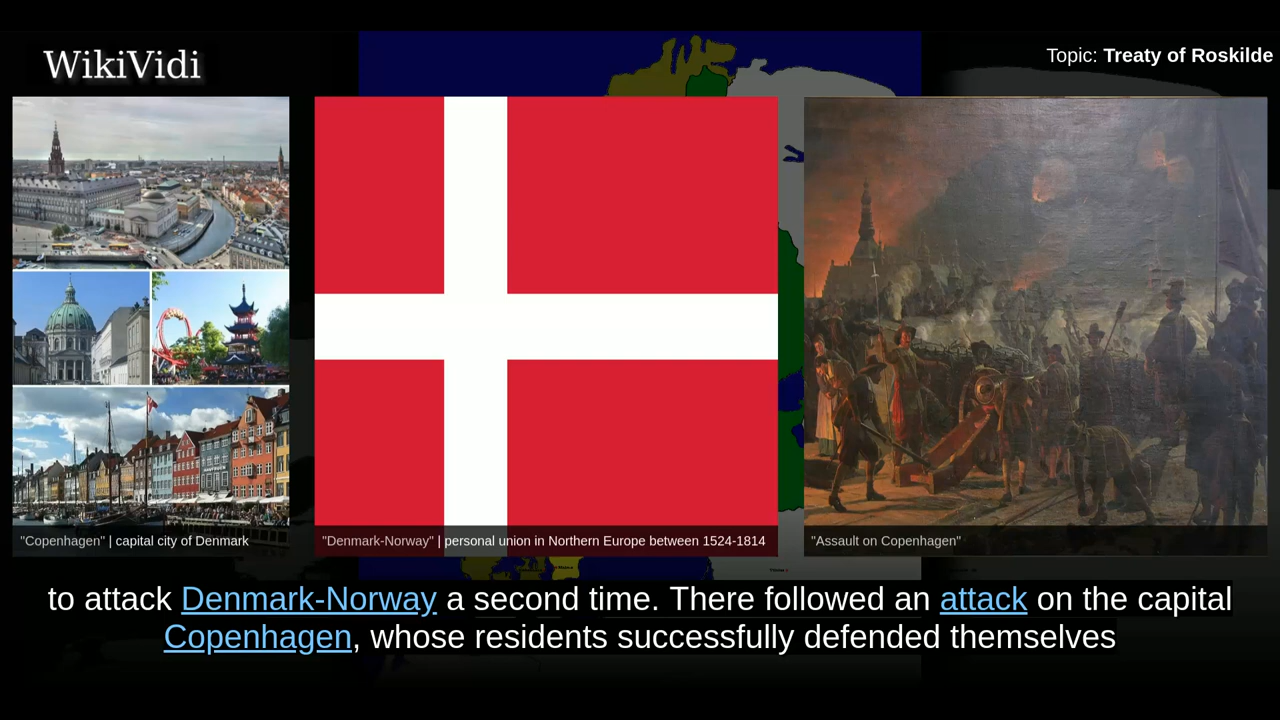 WikiVidi
Topic: Treaty of Roskilde
"Copenhagen" | capital city of Denmark
"Denmark-Norway" | personal union in Northern Europe between 1524-1814
"Assault on Copenhagen"
to attack Denmark-Norway a second time. There followed an attack on the capital
Copenhagen, whose residents successfully defended themselves